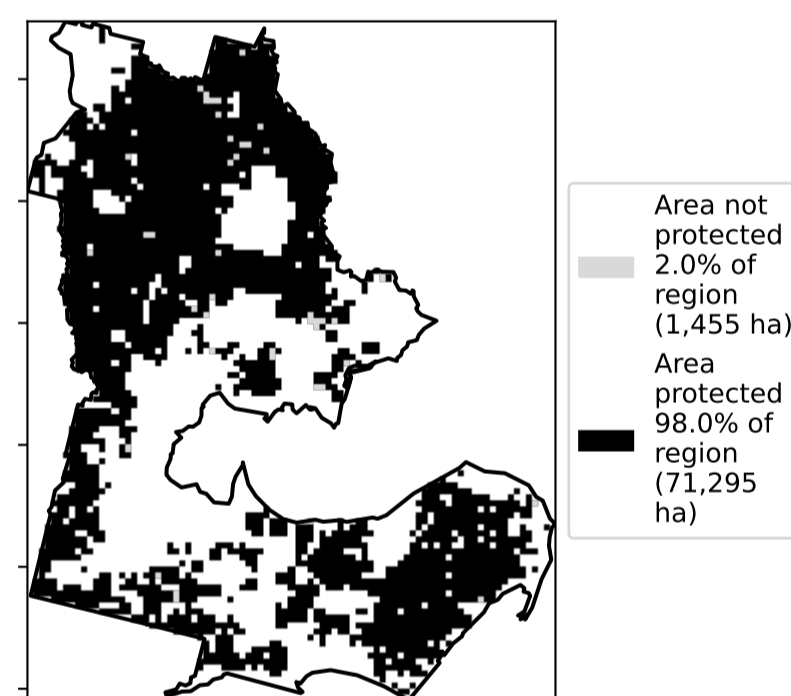 Area not
protected
2.0% of
region
(1,455 ha)
Area
protected
98.0% of
region
(71,295
ha)